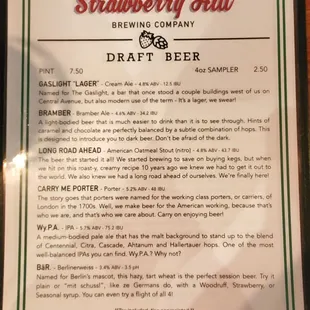 Strawberry Hill
BREWING COMPANY
DRAFT BEER
PINT 7.50 4oz SAMPLER 2.50
GASLIGHT "LAGER" - Cream Ale - 4.8% ABV - 12.5 IBU
Named for The Gaslight, a bar that once stood a couple buildings west of us on
Central Avenue, but also modern use of the term - It's a lager, we swear!
BRAMBER - Bramber Ale - 4.4% ABV - 34.2 IBU
A light-bodied beer that is much easier to drink than it is to see through. Hints of
caramel and chocolate are perfectly balanced by a subtle combination of hops. This
is designed to introduce you to dark beer. Don't be afraid of the dark.
LONG ROAD AHEAD - American Oatmeal Stout (nitro) - 4.8% ABV - 43.7 IBU
The beer that started it all! We started brewing to save on buying kegs, but when
we hit on this roast-y, creamy recipe 10 years ago we knew we had to get it out to
the world. We also knew we had a long road ahead of ourselves. We're finally here!
CARRY ME PORTER - Porter - 5.2% ABV - 49 IBU
The story goes that porters were named for the working class porters, or carriers, of
London in the 1700s. Well, we make beer for the American working, because that's
who we are, and that's who we care about. Carry on enjoying beer!
Wy P.A. - IPA - 5.7% ABV - 75.2 IBU
A medium-bodied pale ale that has the malt background to stand up to the blend
of Centennial, Citra, Cascade, Ahtanum and Hallertauer hops. One of the most
well-balanced IPAs you can find. Wy P.A.? Why not?
BäR - Berlinerweisse - 3.4% ABV - 3.5 IBU
Named for Berlin's mascot, this hazy, tart wheat is the perfect session beer. Try it
plain or "mit schuss!", like ze Germans do, with a Woodruff, Strawberry, or
Seasonal syrup. You can even try a flight of all 4!